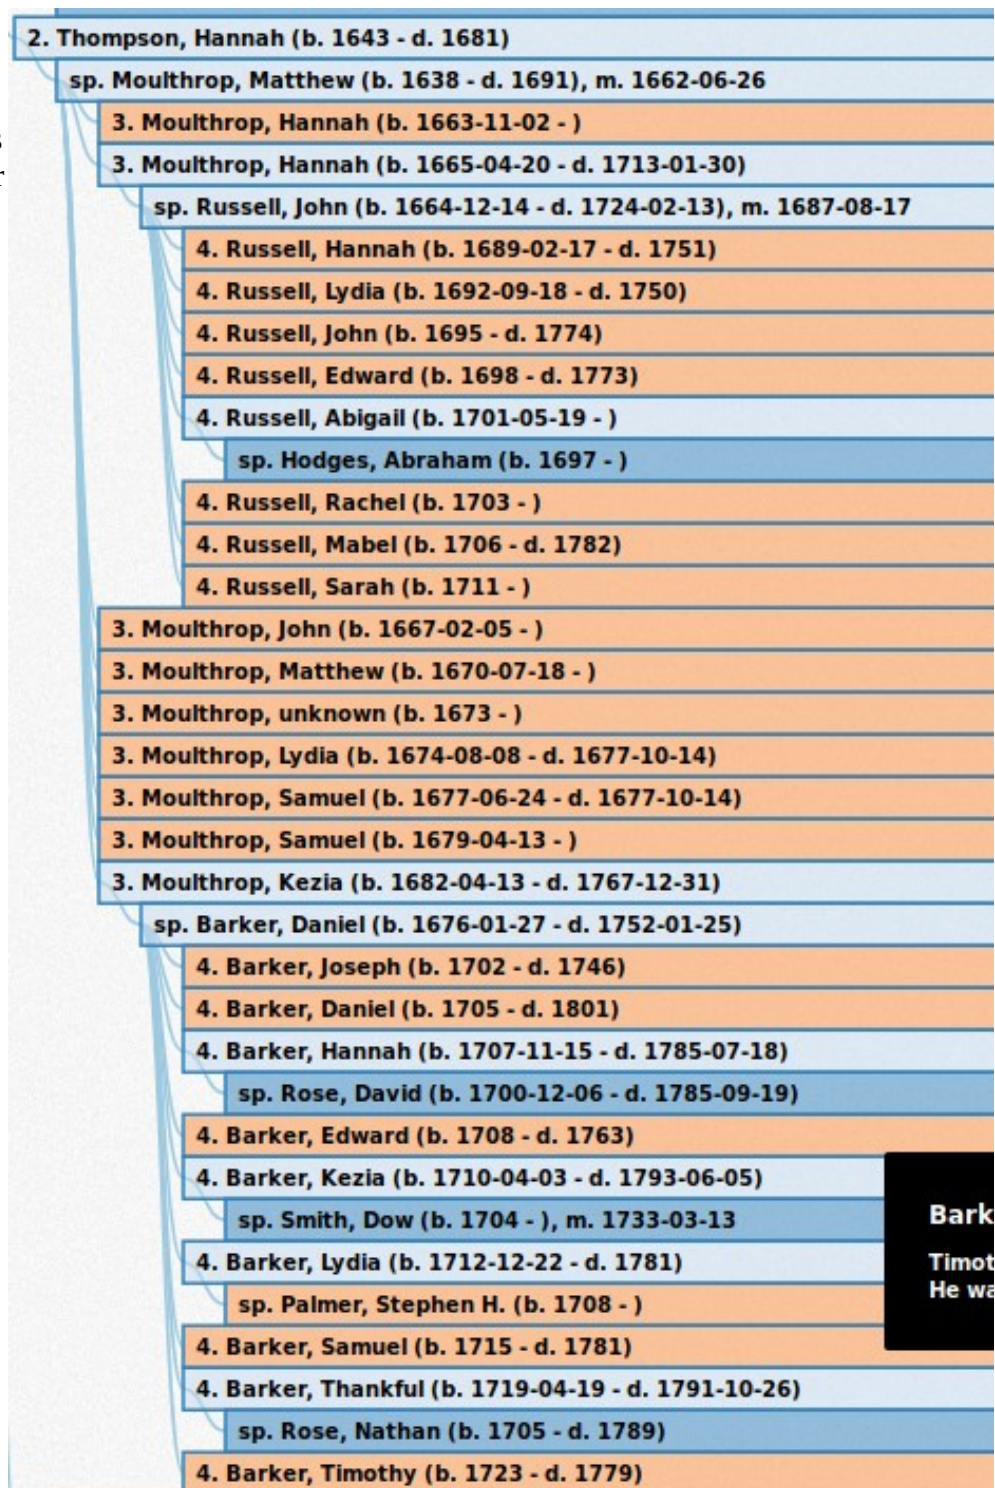 2. Thompson, Hannah (b. 1643 - d. 1681)
sp. Moulthrop, Matthew (b. 1638 - d. 1691), m. 1662-06-26
3. Moulthrop, Hannah (b. 1663-11-02 - )
3. Moulthrop, Hannah (b. 1665-04-20 - d. 1713-01-30)
sp. Russell, John (b. 1664-12-14 - d. 1724-02-13), m. 1687-08-17
4. Russell, Hannah (b. 1689-02-17 - d. 1751)
4. Russell, Lydia (b. 1692-09-18 - d. 1750)
4. Russell, John (b. 1695 - d. 1774)
4. Russell, Edward (b. 1698 - d. 1773)
4. Russell, Abigail (b. 1701-05-19 - )
sp. Hodges, Abraham (b. 1697 - )
4. Russell, Rachel (b. 1703 - )
4. Russell, Mabel (b. 1706 - d. 1782)
4. Russell, Sarah (b. 1711 - )
3. Moulthrop, John (b. 1667-02-05 - )
3. Moulthrop, Matthew (b. 1670-07-18 - )
3. Moulthrop, unknown (b. 1673 - )
3. Moulthrop, Lydia (b. 1674-08-08 - d. 1677-10-14)
3. Moulthrop, Samuel (b. 1677-06-24 - d. 1677-10-14)
3. Moulthrop, Samuel (b. 1679-04-13 - )
3. Moulthrop, Kezia (b. 1682-04-13 - d. 1767-12-31)
sp. Barker, Daniel (b. 1676-01-27 - d. 1752-01-25)
4. Barker, Joseph (b. 1702 - d. 1746)
4. Barker, Daniel (b. 1705 - d. 1801)
4. Barker, Hannah (b. 1707-11-15 - d. 1785-07-18)
sp. Rose, David (b. 1700-12-06 - d. 1785-09-19)
4. Barker, Edward (b. 1708 - d. 1763)
4. Barker, Kezia (b. 1710-04-03 - d. 1793-06-05)
sp. Smith, Dow (b. 1704 - ), m. 1733-03-13
4. Barker, Lydia (b. 1712-12-22 - d. 1781)
sp. Palmer, Stephen H. (b. 1708 - )
4. Barker, Samuel (b. 1715 - d. 1781)
4. Barker, Thankful (b. 1719-04-19 - d. 1791-10-26)
sp. Rose, Nathan (b. 1705 - d. 1789)
4. Barker, Timothy (b. 1723 - d. 1779)
Bark
Timot
He wa